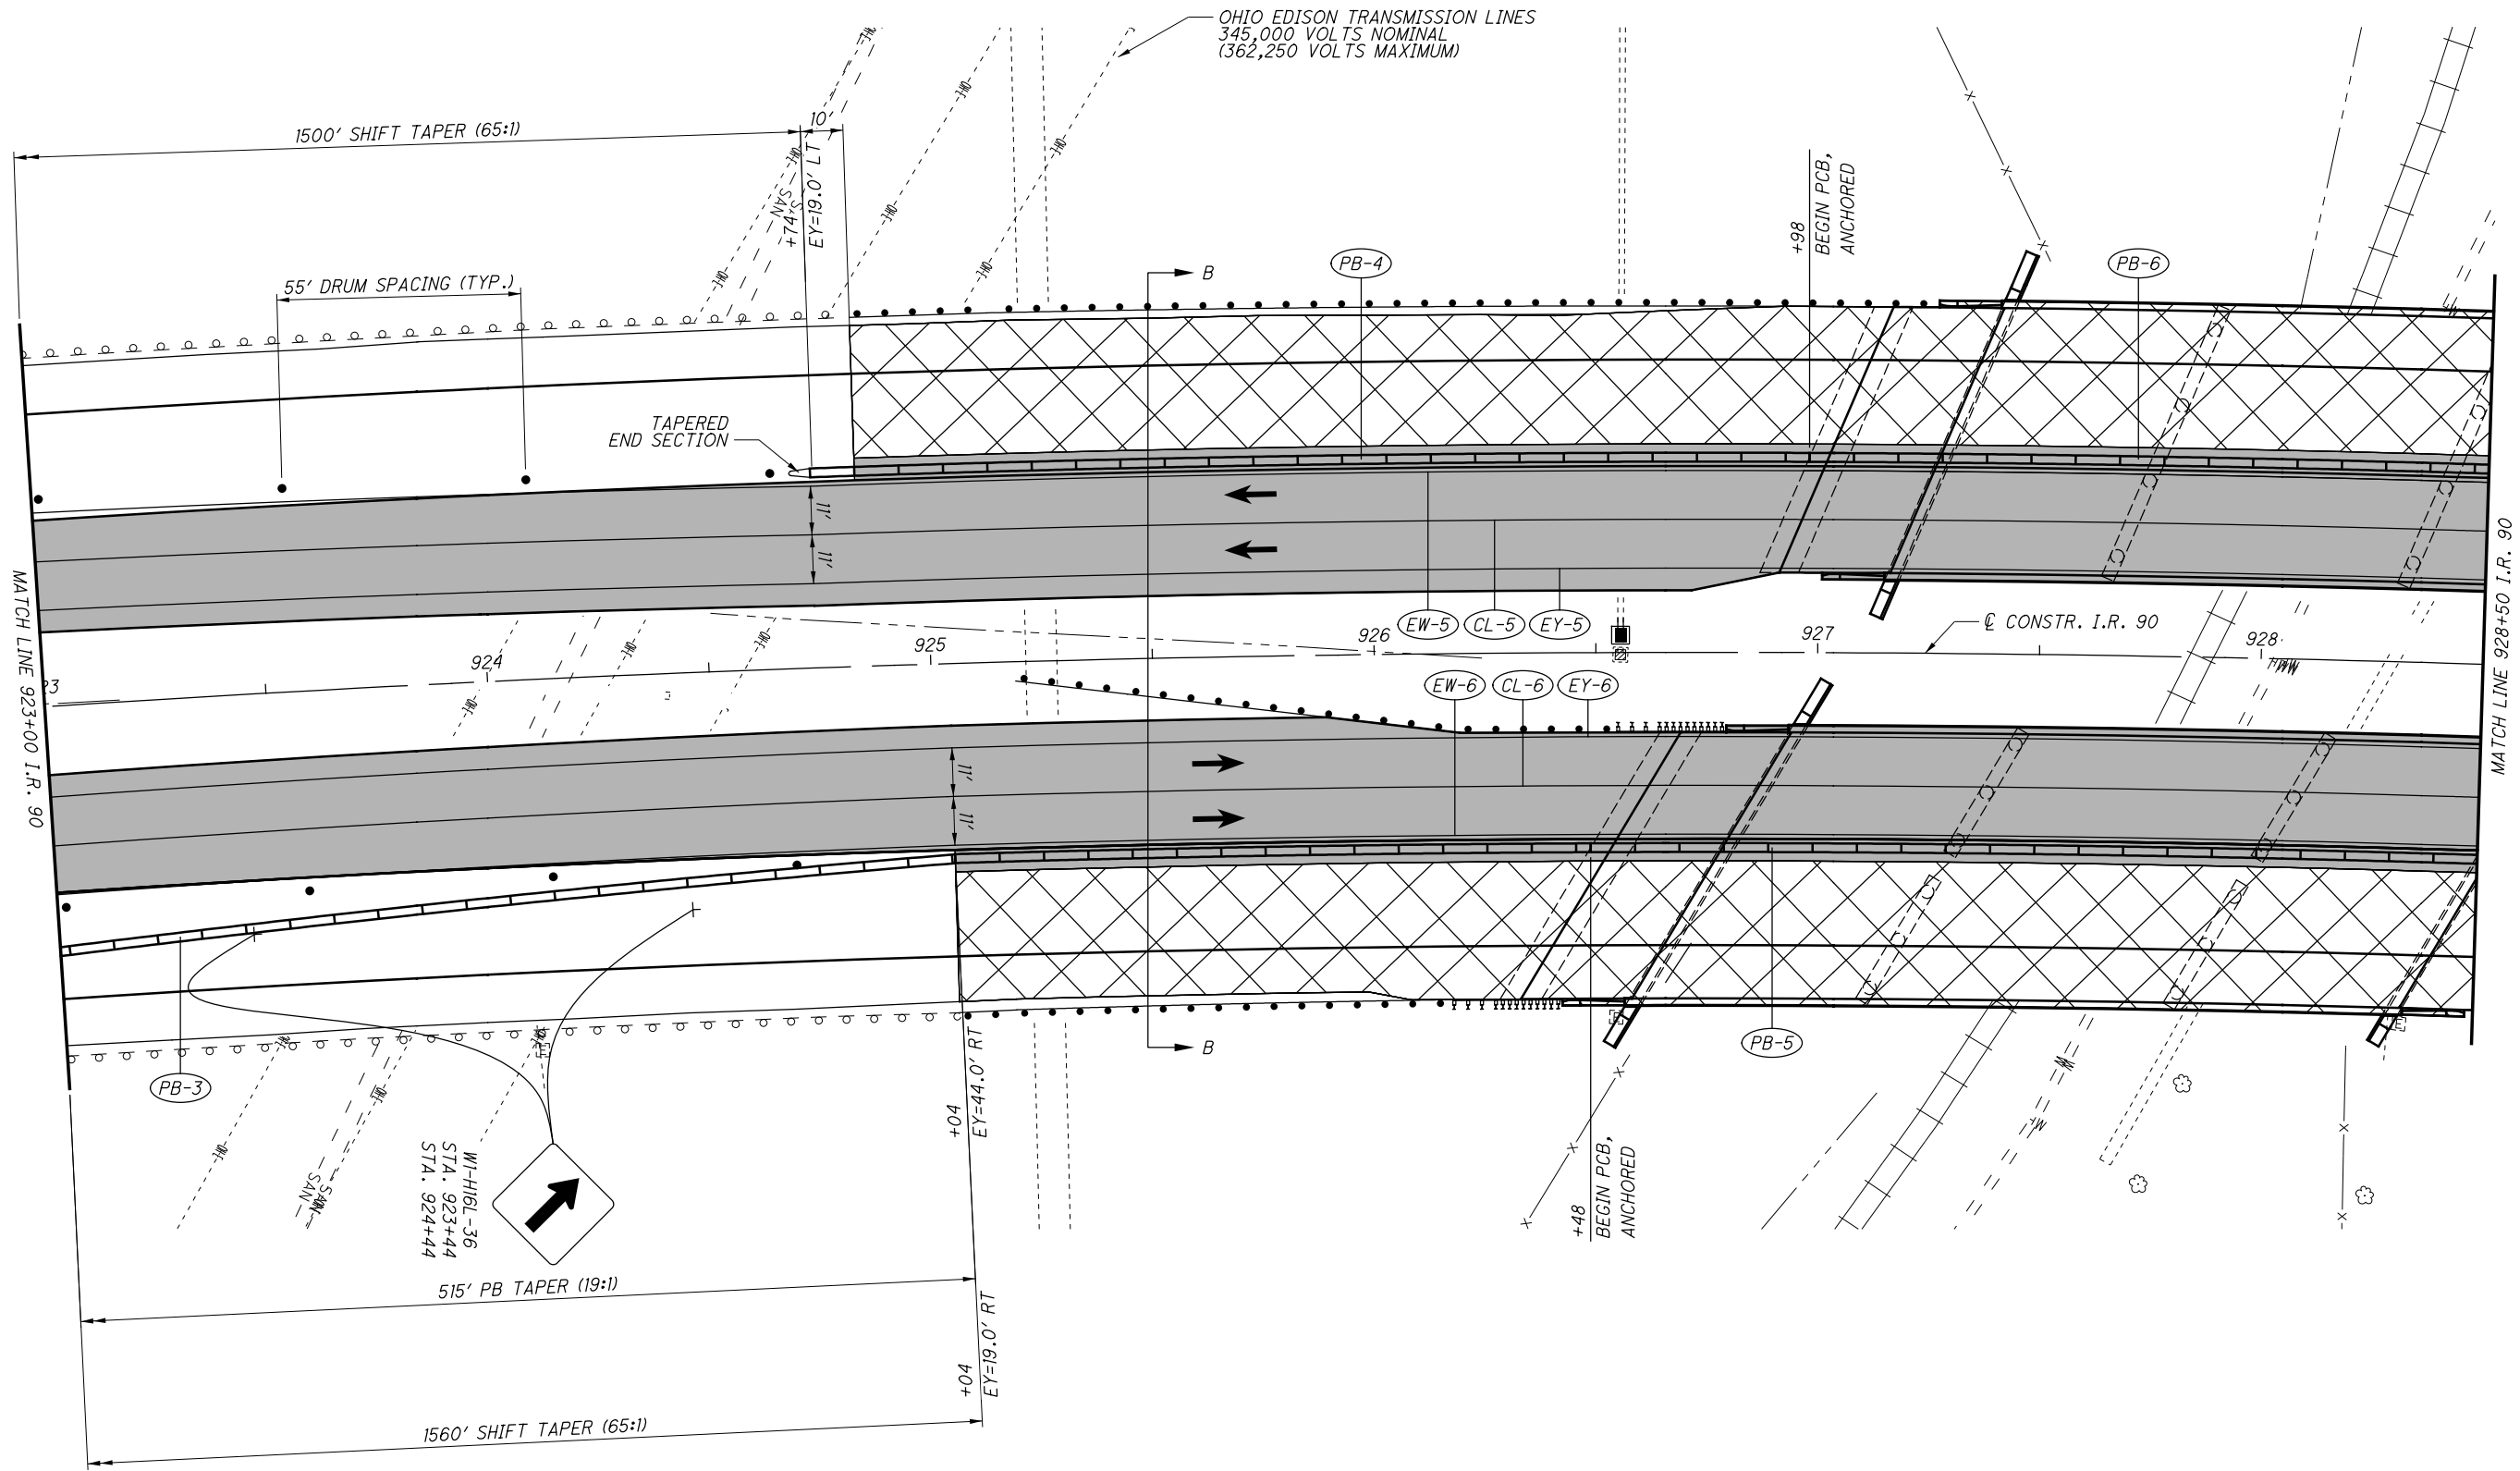 OHIO EDISON TRANSMISSION LINES
345,000 VOLTS NOMINAL
(362,250 VOLTS MAXIMUM)
1500' SHIFT TAPER (65:1)
10'
+74
EY=19.0' LT
SAN
+98
BEGIN PCB,
ANCHORED
55' DRUM SPACING (TYP.)
B
PB-4
PB-6
TAPERED
END SECTION
11'
11'
EW-5
CL-5
EY-5
℄ CONSTR. I.R. 90
924
925
926
927
928
EW-6
CL-6
EY-6
MATCH LINE 923+00 I.R. 90
MATCH LINE 928+50 I.R. 90
11'
11'
PB-3
B
PB-5
+04
EY=44.0' RT
W1-H16L-36
STA. 923+44
STA. 924+44
SAN
+48
BEGIN PCB,
ANCHORED
515' PB TAPER (19:1)
+04
EY=19.0' RT
1560' SHIFT TAPER (65:1)